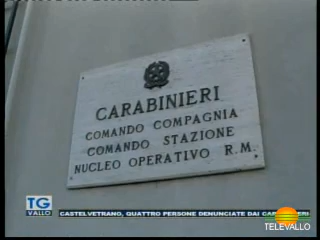 CARABINIERI
COMANDO COMPAGNIA
COMANDO STAZIONE
NUCLEO OPERATIVO R.M.
TG
VALLO
CASTELVETRANO, QUATTRO PERSONE DENUNCIATE DAI
TELEVALLO